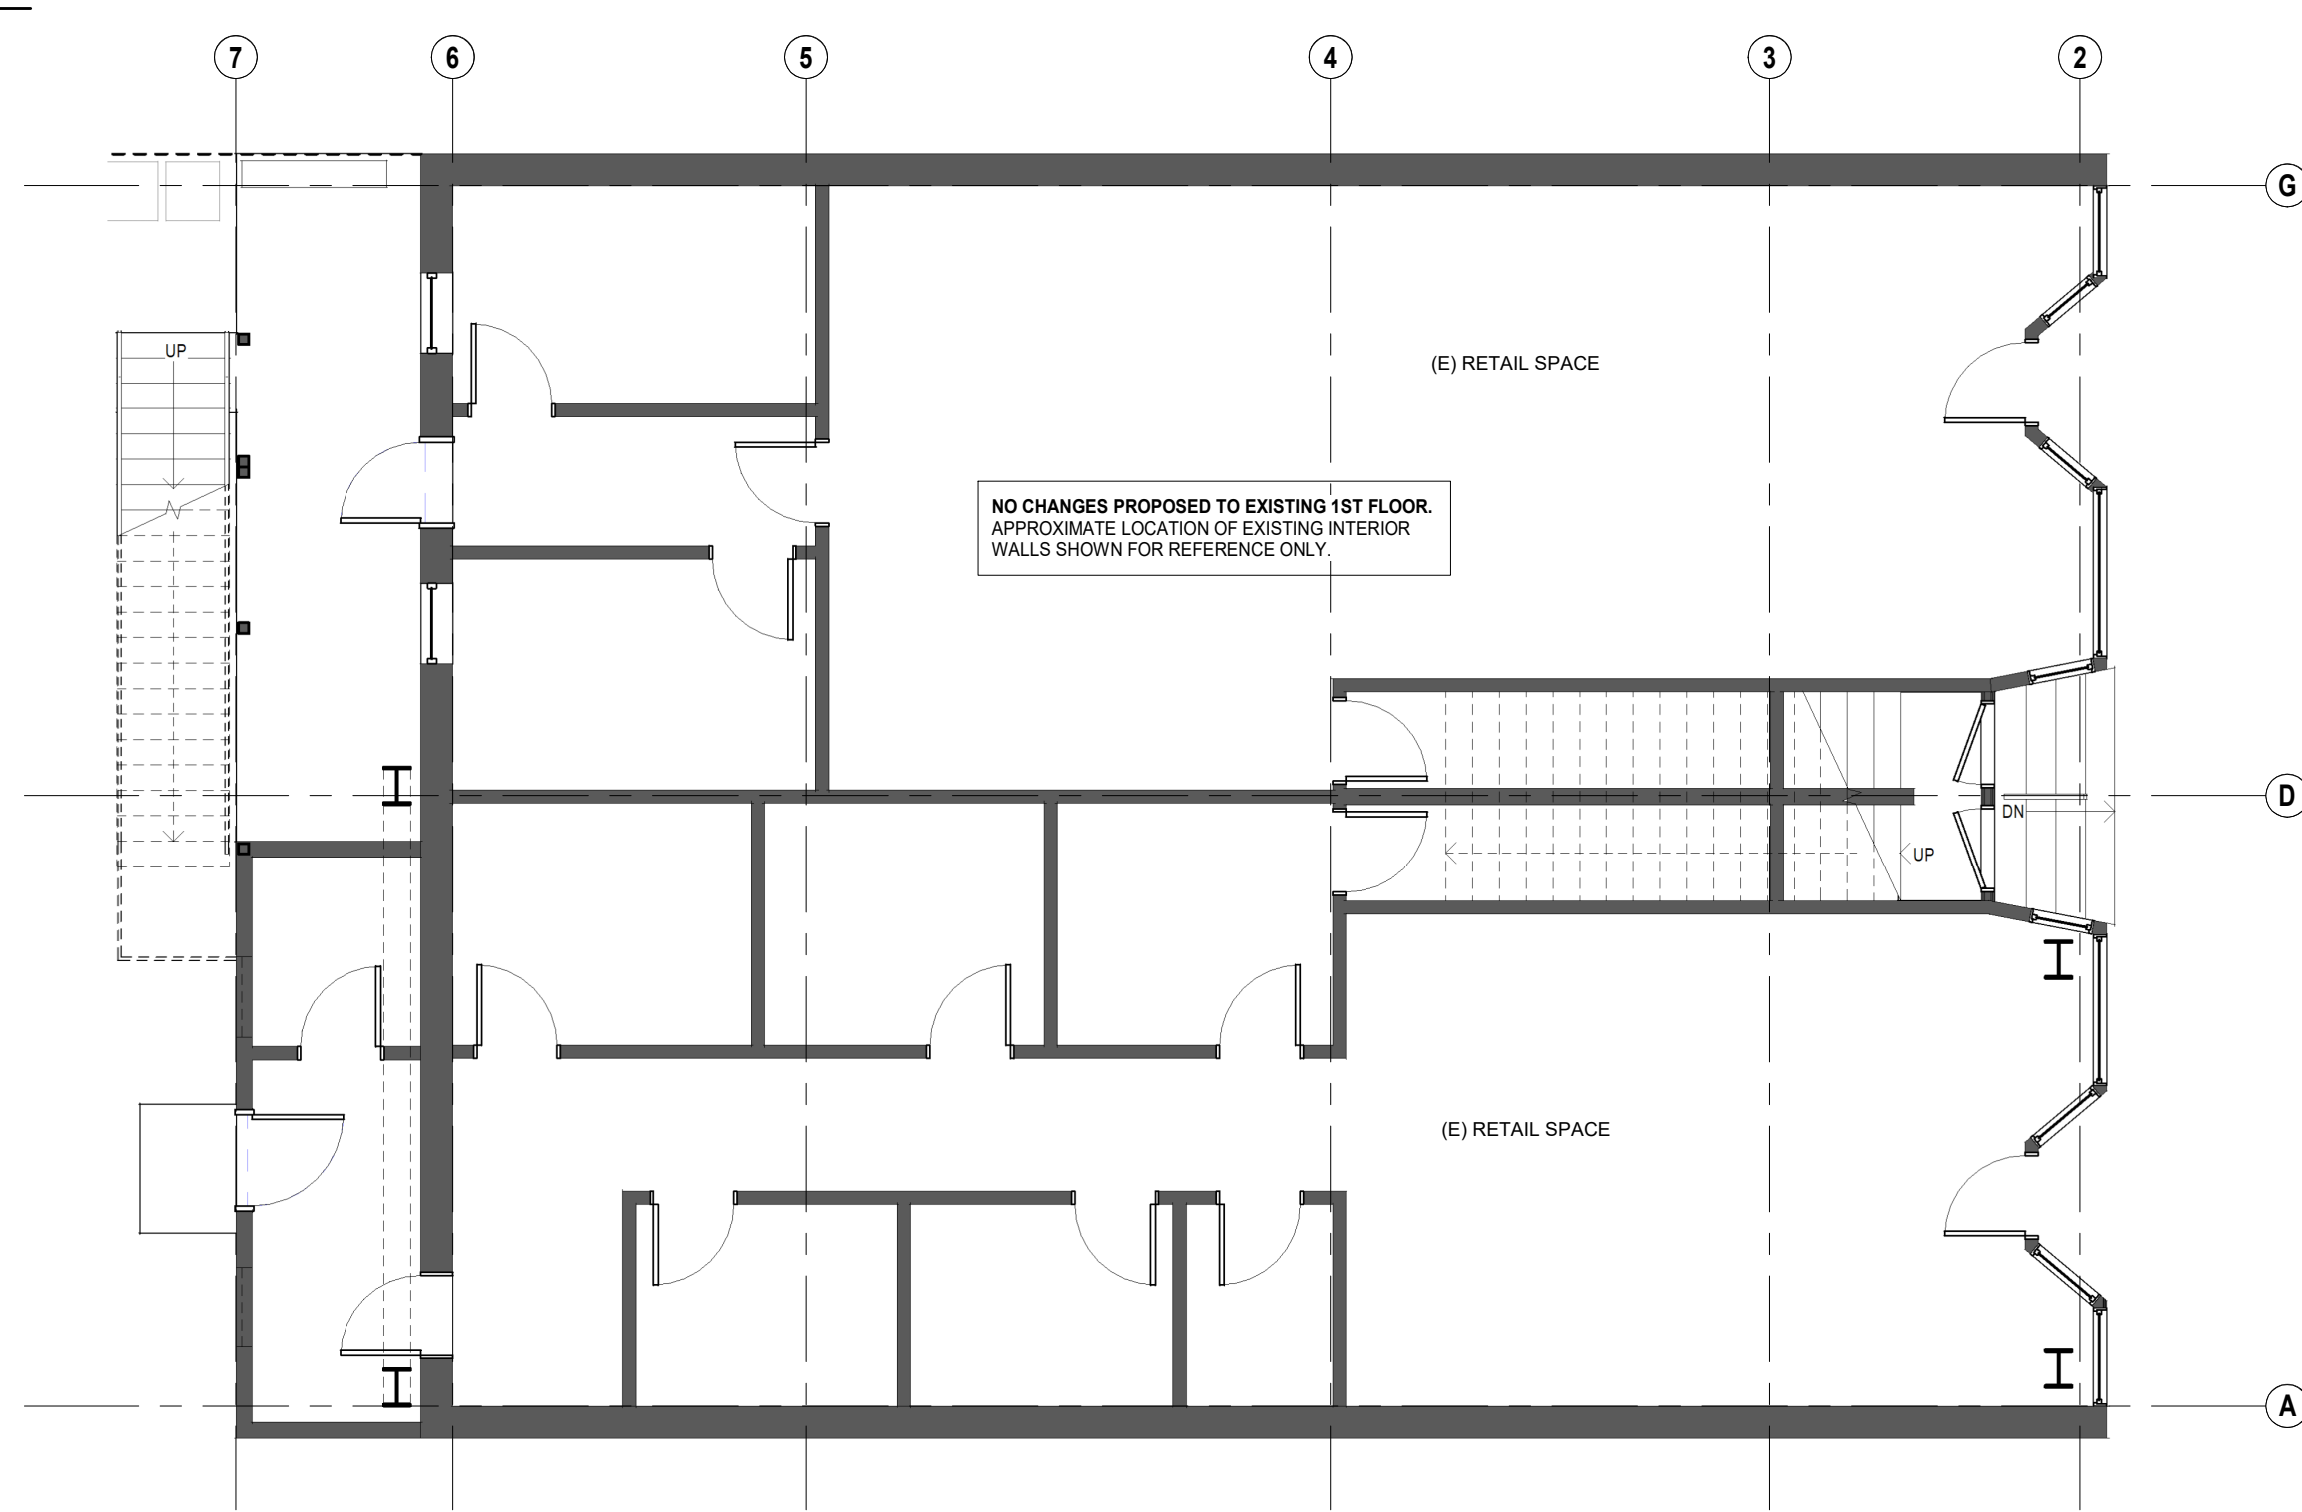 7 6 5 4 3 2
G
UP
(E) RETAIL SPACE
NO CHANGES PROPOSED TO EXISTING 1ST FLOOR.
APPROXIMATE LOCATION OF EXISTING INTERIOR
WALLS SHOWN FOR REFERENCE ONLY.
D
DN
UP
(E) RETAIL SPACE
A